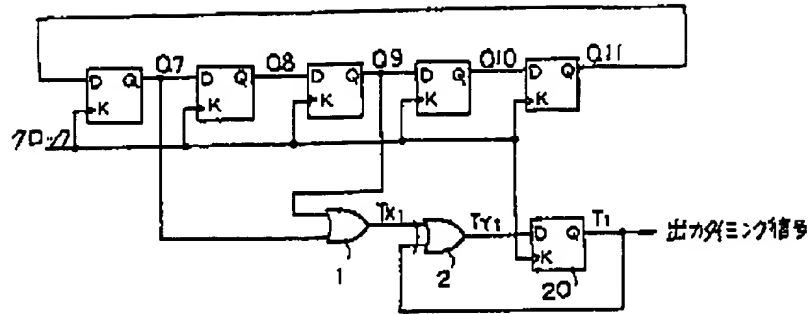 Q7 Q8 Q9 Q10 Q11
D Q D Q D Q D Q D Q
K K K K K
クロック
TX1 TY1 T1
D Q
K
出力タイミング信号
1 2 20